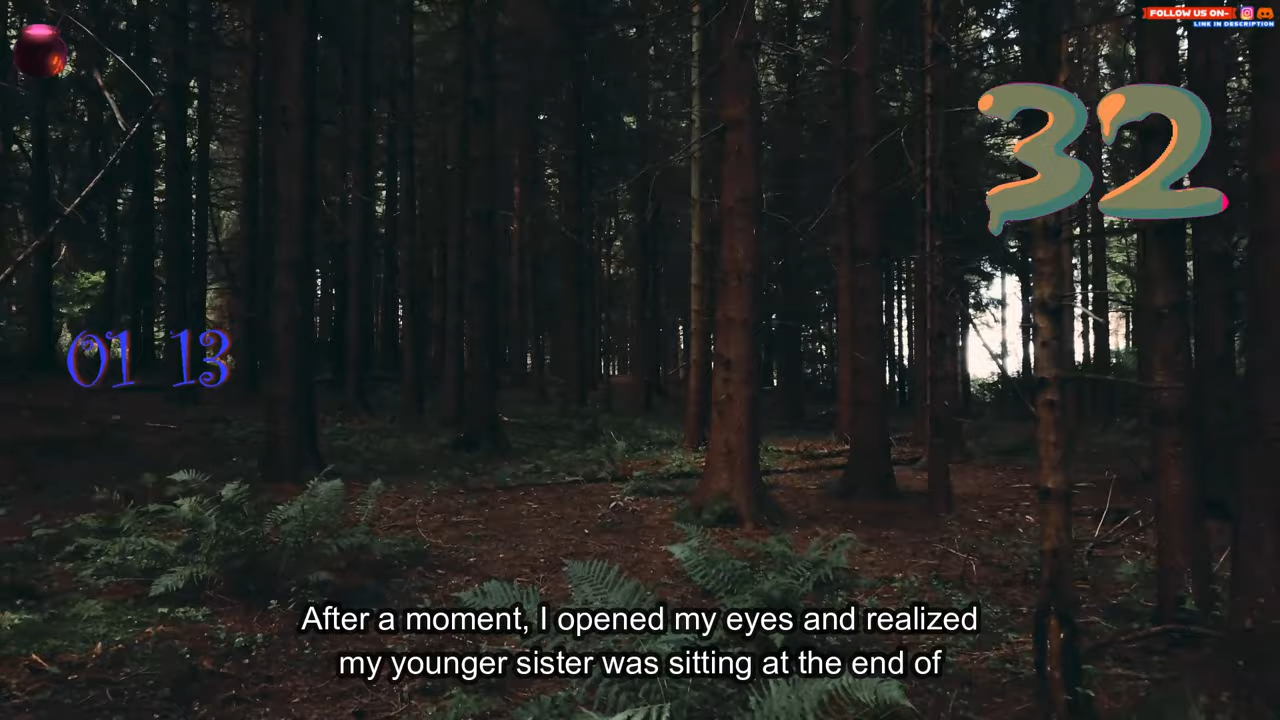 FOLLOW US ON-
LINK IN DESCRIPTION
32
01 13
After a moment, I opened my eyes and realized
my younger sister was sitting at the end of